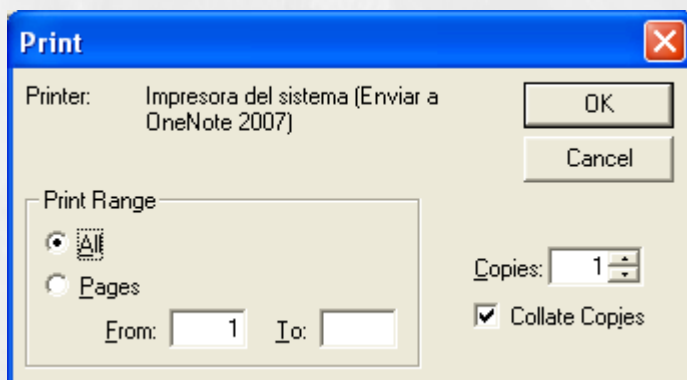 Print
Printer: Impresora del sistema (Enviar a
OneNote 2007)
OK
Cancel
Print Range
All
Pages
From: 1 To:
Copies: 1
Collate Copies